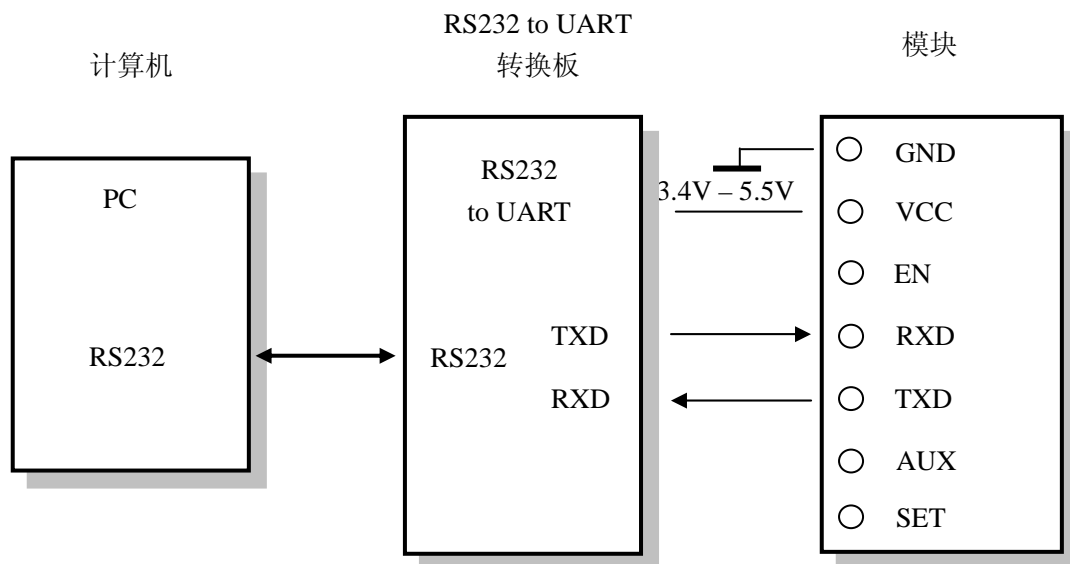 计算机
RS232 to UART
转换板
模块
PC
RS232
RS232
to UART
RS232
TXD
RXD
3.4V – 5.5V
GND
VCC
EN
RXD
TXD
AUX
SET